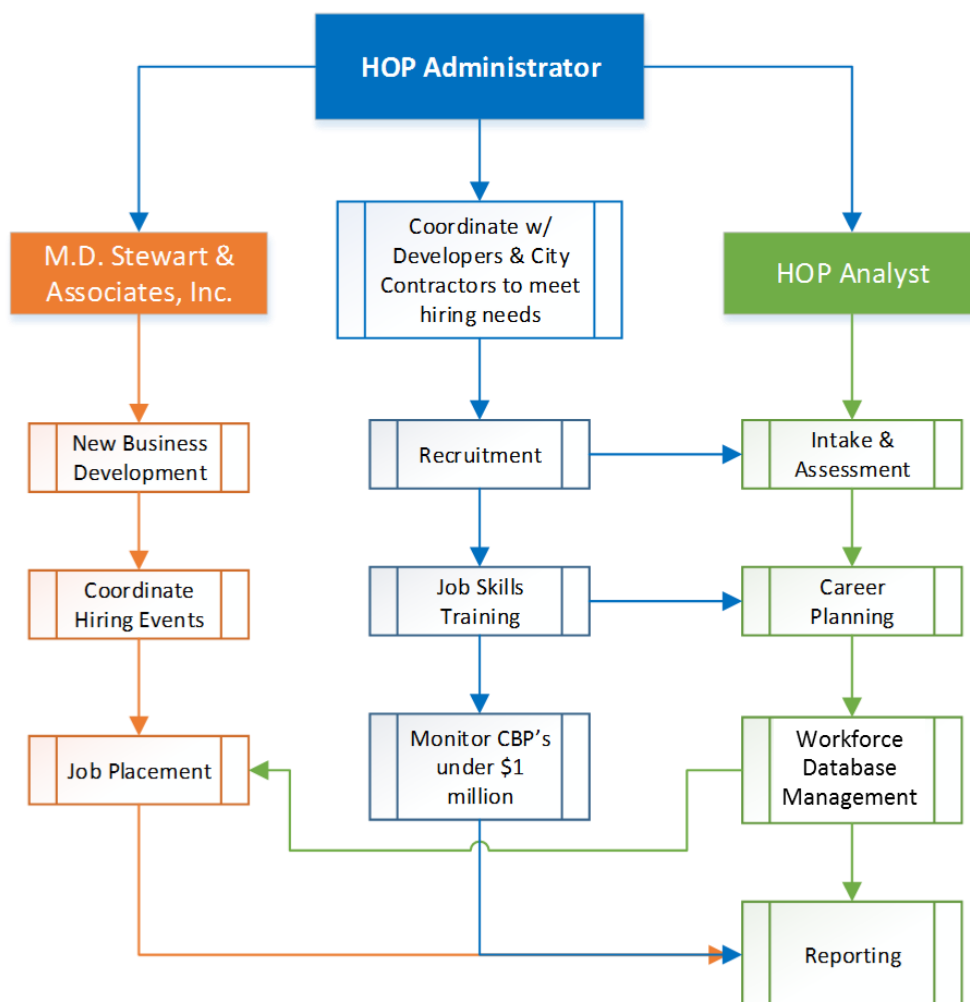 HOP Administrator
M.D. Stewart &
Associates, Inc.
Coordinate w/
Developers & City
Contractors to meet
hiring needs
HOP Analyst
New Business
Development
Recruitment
Intake &
Assessment
Coordinate
Hiring Events
Job Skills
Training
Career
Planning
Job Placement
Monitor CBP’s
under $1
million
Workforce
Database
Management
Reporting